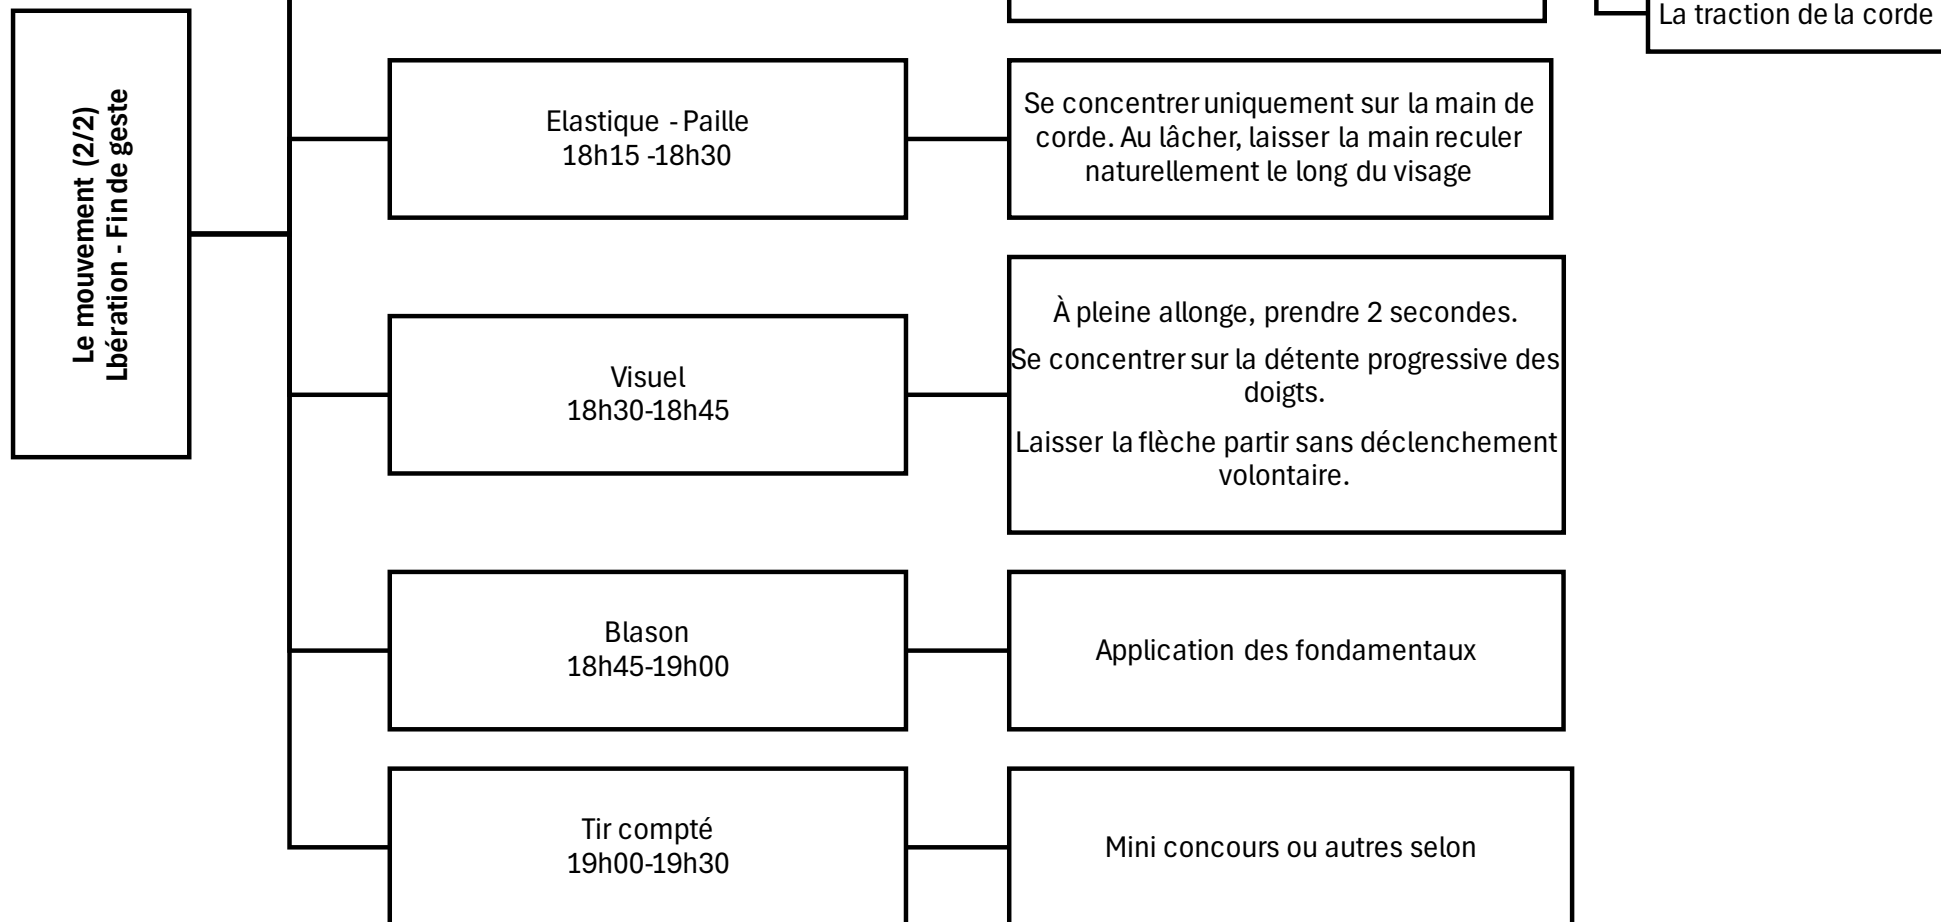 La traction de la corde
Le mouvement (2/2)
Lbération - Fin de geste
Elastique - Paille
18h15 -18h30
Se concentrer uniquement sur la main de
corde. Au lâcher, laisser la main reculer
naturellement le long du visage
Visuel
18h30-18h45
À pleine allonge, prendre 2 secondes.
Se concentrer sur la détente progressive des
doigts.
Laisser la flèche partir sans déclenchement
volontaire.
Blason
18h45-19h00
Application des fondamentaux
Tir compté
19h00-19h30
Mini concours ou autres selon